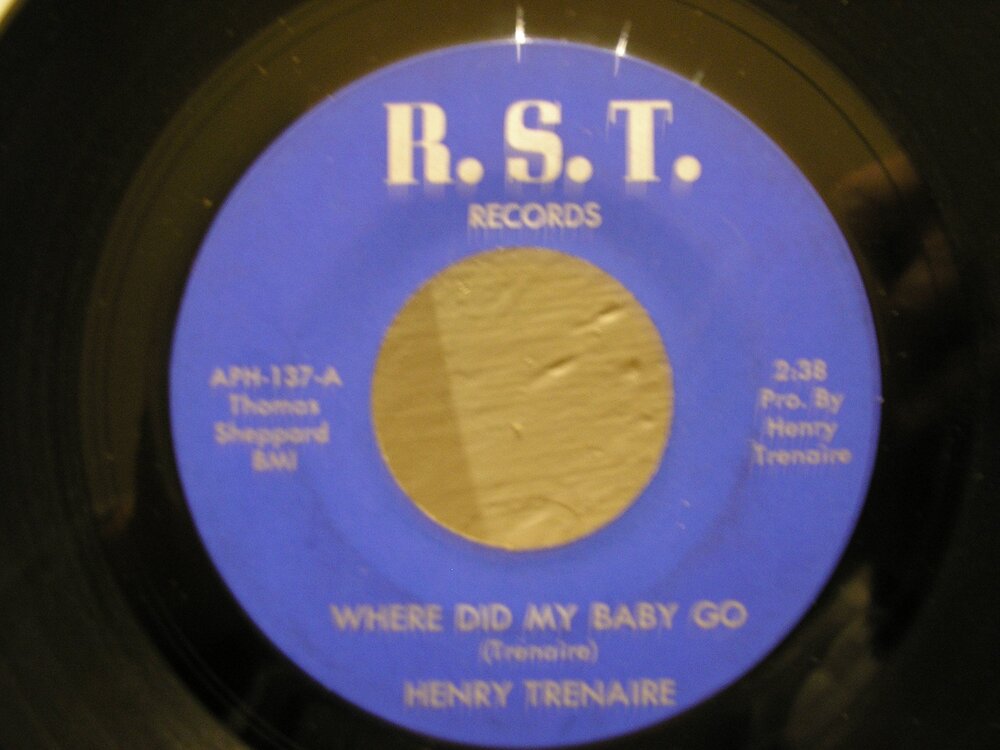 R. S. T.
RECORDS
APH-137-A
Thomas
Sheppard
BMI
2:38
Pro. By
Henry
Trenaire
WHERE DID MY BABY GO
(Trenaire)
HENRY TRENAIRE